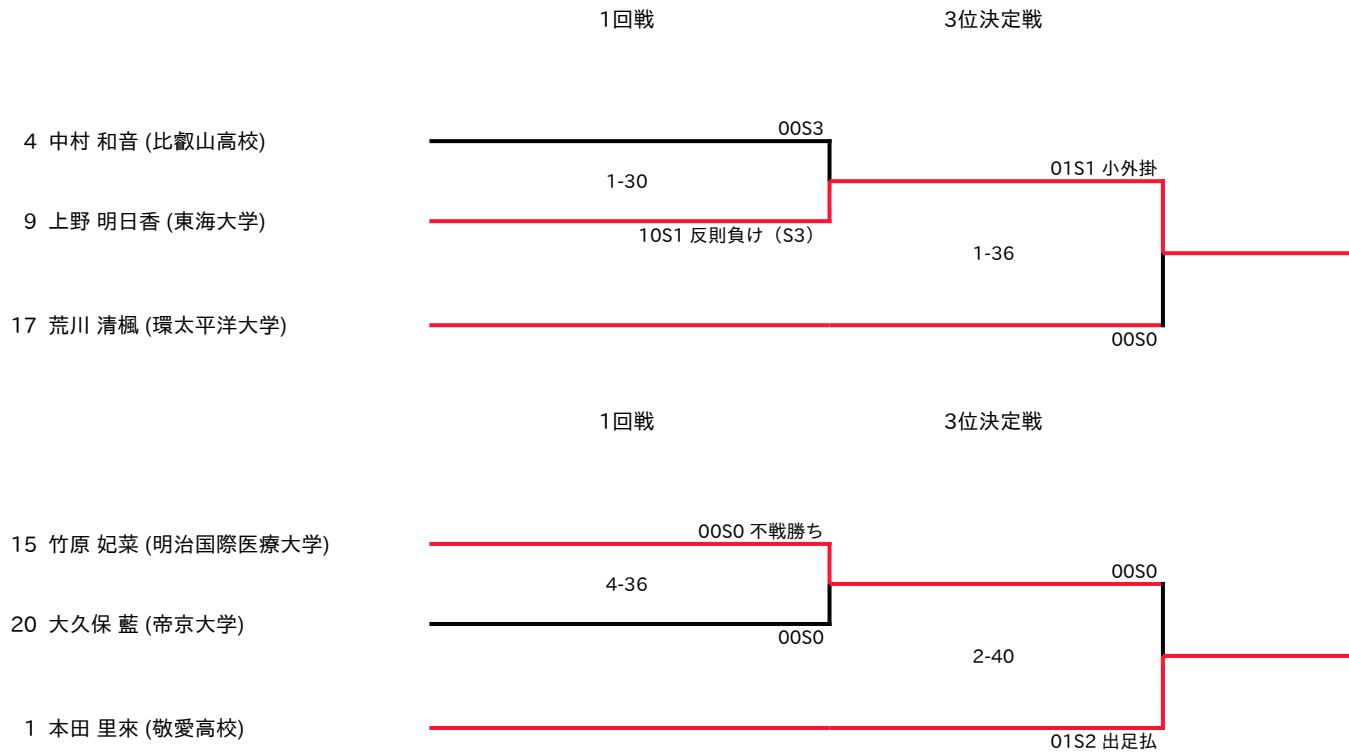 1回戦 3位決定戦
00S3
4 中村 和音 (比叡山高校)
01S1 小外掛
1-30
9 上野 明日香 (東海大学)
10S1 反則負け（S3）
1-36
17 荒川 清楓 (環太平洋大学)
00S0
1回戦 3位決定戦
00S0 不戦勝ち
15 竹原 妃菜 (明治国際医療大学)
00S0
4-36
20 大久保 藍 (帝京大学)
00S0
2-40
1 本田 里來 (敬愛高校)
01S2 出足払